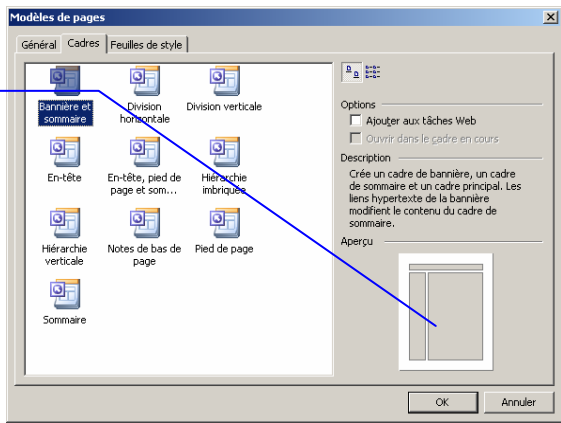 Modèles de pages
Général Cadres Feuilles de style
Bannière et
sommaire
Division
horizontale
Division verticale
En-tête
En-tête, pied de
page et som...
Hiérarchie
imbriquée
Hiérarchie
verticale
Notes de bas de
page
Pied de page
Sommaire
Options
Ajouter aux tâches Web
Ouvrir dans le cadre en cours
Description
Crée un cadre de bannière, un cadre
de sommaire et un cadre principal. Les
liens hypertexte de la bannière
modifient le contenu du cadre de
sommaire.
Aperçu
OK Annuler